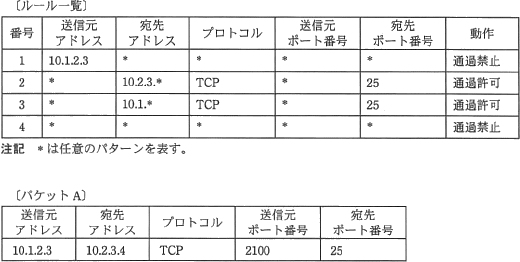 〔ルール一覧〕
番号 送信元アドレス 宛先アドレス プロトコル 送信元ポート番号 宛先ポート番号 動作
1 10.1.2.3 * * * * 通過禁止
2 * 10.2.3.* TCP * 25 通過許可
3 * 10.1.* TCP * 25 通過許可
4 * * * * * 通過禁止
注記 *は任意のパターンを表す。
〔パケットA〕
送信元アドレス 宛先アドレス プロトコル 送信元ポート番号 宛先ポート番号
10.1.2.3 10.2.3.4 TCP 2100 25